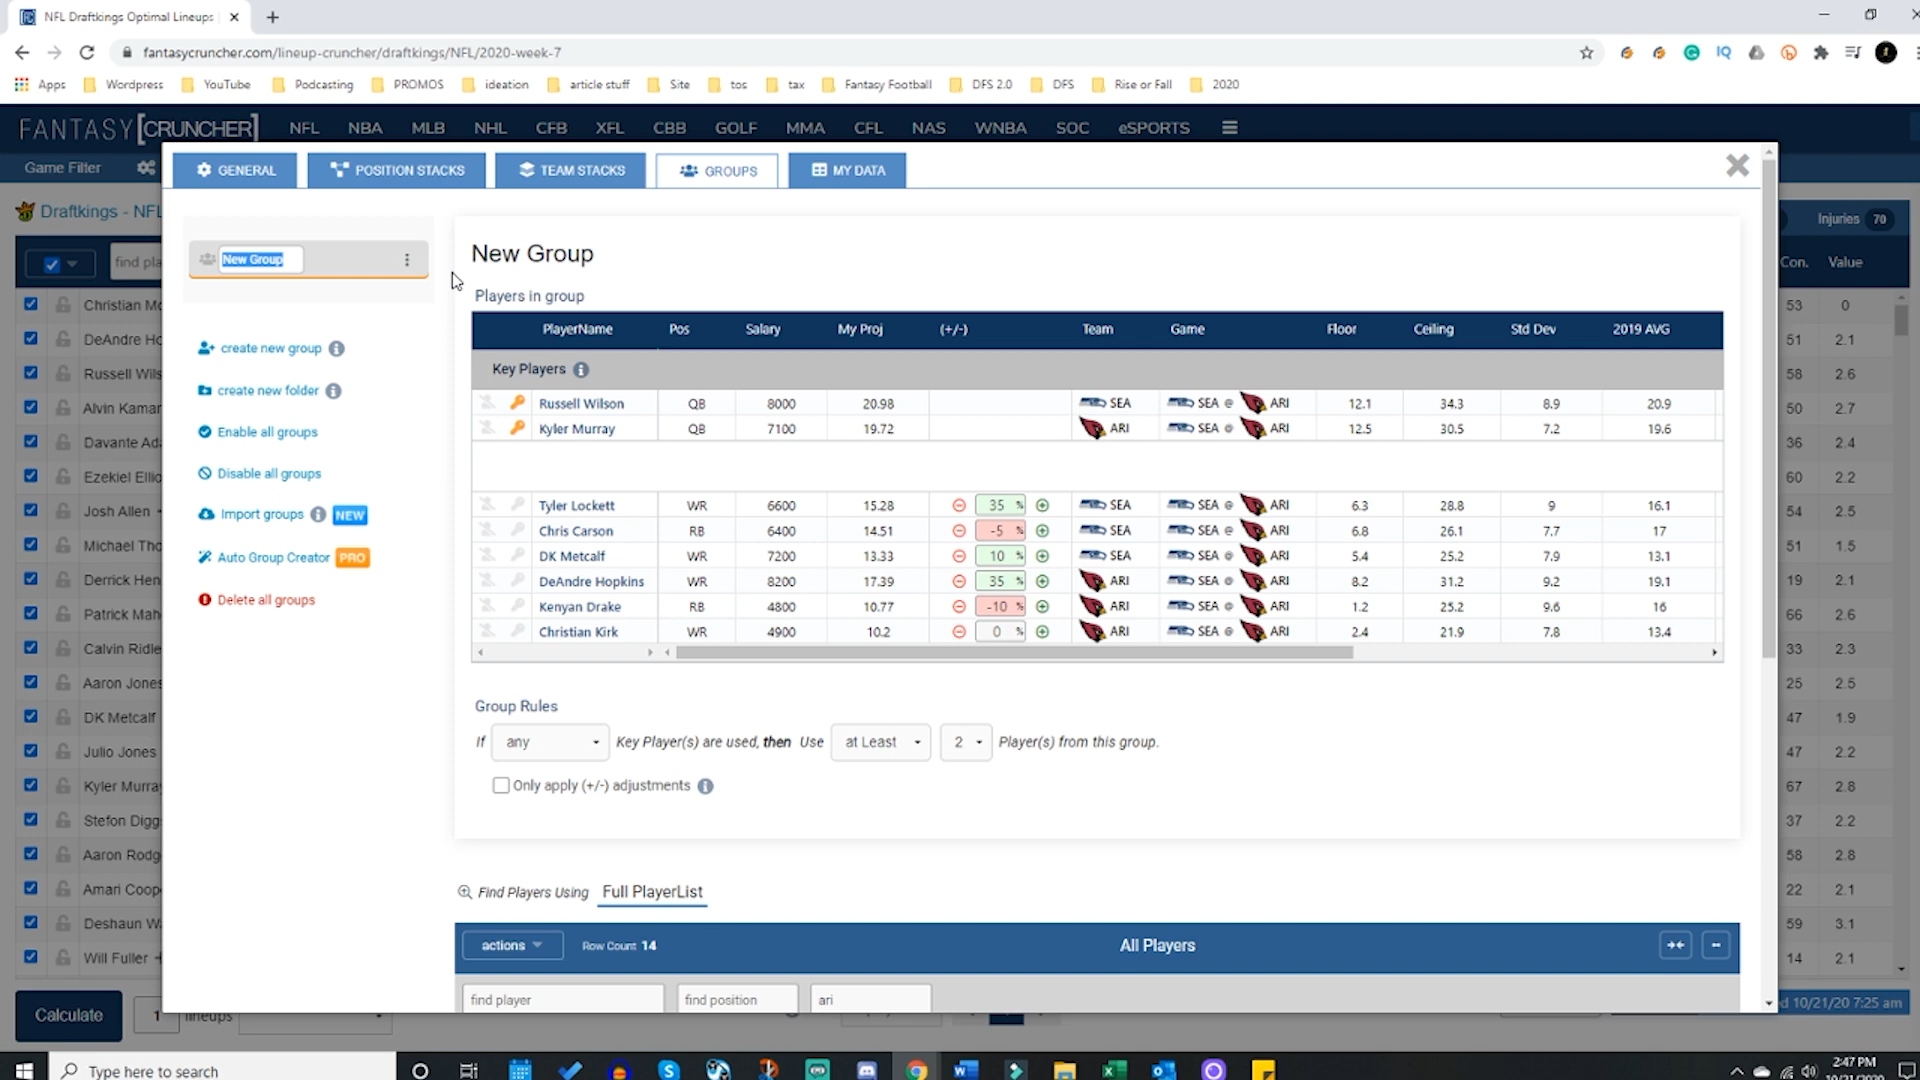 NFL Draftkings Optimal Lineups
fantasycruncher.com/lineup-cruncher/draftkings/NFL/2020-week-7
Apps Wordpress YouTube Podcasting PROMOS ideation article stuff Site tos tax Fantasy Football DFS 2.0 DFS Rise or Fall 2020
FANTASY[CRUNCHER] NFL NBA MLB NHL CFB XFL CBB GOLF MMA CFL NAS WNBA SOC eSPORTS
Game Filter
GENERAL POSITION STACKS TEAM STACKS GROUPS MY DATA
Draftkings - NFL
Injuries 70
find pla
Con. Value
New Group
create new group
create new folder
Enable all groups
Disable all groups
Import groups NEW
Auto Group Creator PRO
Delete all groups
New Group
Players in group
PlayerName Pos Salary My Proj (+/-) Team Game Floor Ceiling Std Dev 2019 AVG
Key Players
Russell Wilson QB 8000 20.98 SEA SEA @ ARI 12.1 34.3 8.9 20.9
Kyler Murray QB 7100 19.72 ARI SEA @ ARI 12.5 30.5 7.2 19.6
Tyler Lockett WR 6600 15.28 35 % SEA SEA @ ARI 6.3 28.8 9 16.1
Chris Carson RB 6400 14.51 -5 % SEA SEA @ ARI 6.8 26.1 7.7 17
DK Metcalf WR 7200 13.33 10 % SEA SEA @ ARI 5.4 25.2 7.9 13.1
DeAndre Hopkins WR 8200 17.39 35 % ARI SEA @ ARI 8.2 31.2 9.2 19.1
Kenyan Drake RB 4800 10.77 -10 % ARI SEA @ ARI 1.2 25.2 9.6 16
Christian Kirk WR 4900 10.2 0 % ARI SEA @ ARI 2.4 21.9 7.8 13.4
Group Rules
If any Key Player(s) are used, then Use at Least 2 Player(s) from this group.
Only apply (+/-) adjustments
Find Players Using Full PlayerList
actions Row Count 14 All Players
find player find position ari
Christian Mc 53 0
DeAndre Ho 51 2.1
Russell Wils 58 2.6
Alvin Kamar 50 2.7
Davante Ada 36 2.4
Ezekiel Ellio 60 2.2
Josh Allen 54 2.5
Michael Tho 51 1.5
Derrick Hen 19 2.1
Patrick Mah 66 2.6
Calvin Ridle 33 2.3
Aaron Jones 25 2.5
DK Metcalf 47 1.9
Julio Jones 47 2.2
Kyler Murray 67 2.8
Stefon Digg 37 2.2
Aaron Rodg 58 2.8
Amari Coop 22 2.1
Deshaun Wa 59 3.1
Will Fuller 14 2.1
Calculate 1 lineups
d 10/21/20 7:25 am
Type here to search
2:47 PM
10/21/2020